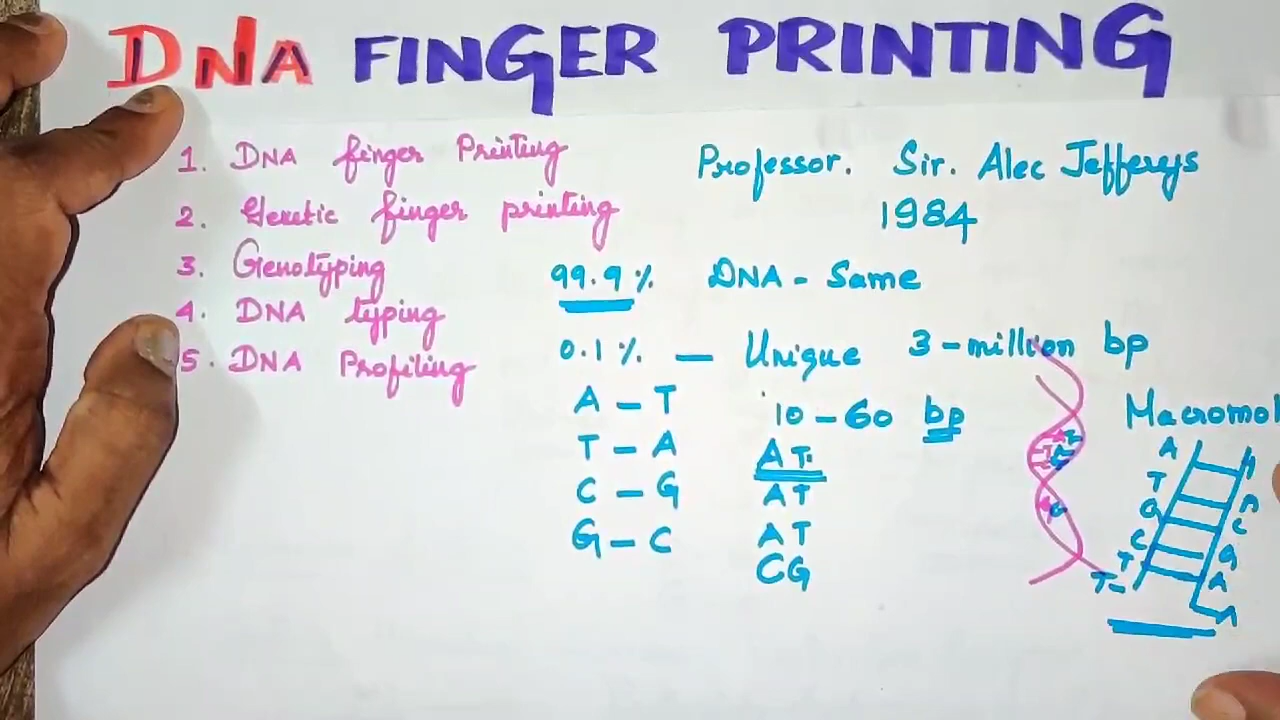 DNA FINGER PRINTING
1. DNA finger Printing
2. Genetic finger printing
3. Genotyping
4. DNA typing
5. DNA Profiling
Professor. Sir. Alec Jefferys
1984
99.9% DNA - Same
0.1% — Unique 3-million bp
A - T
T - A
C - G
G - C
10-60 bp
AT
AT
AT
CG
Macromol
A
T
G
C
T
T-
A
C
G
A